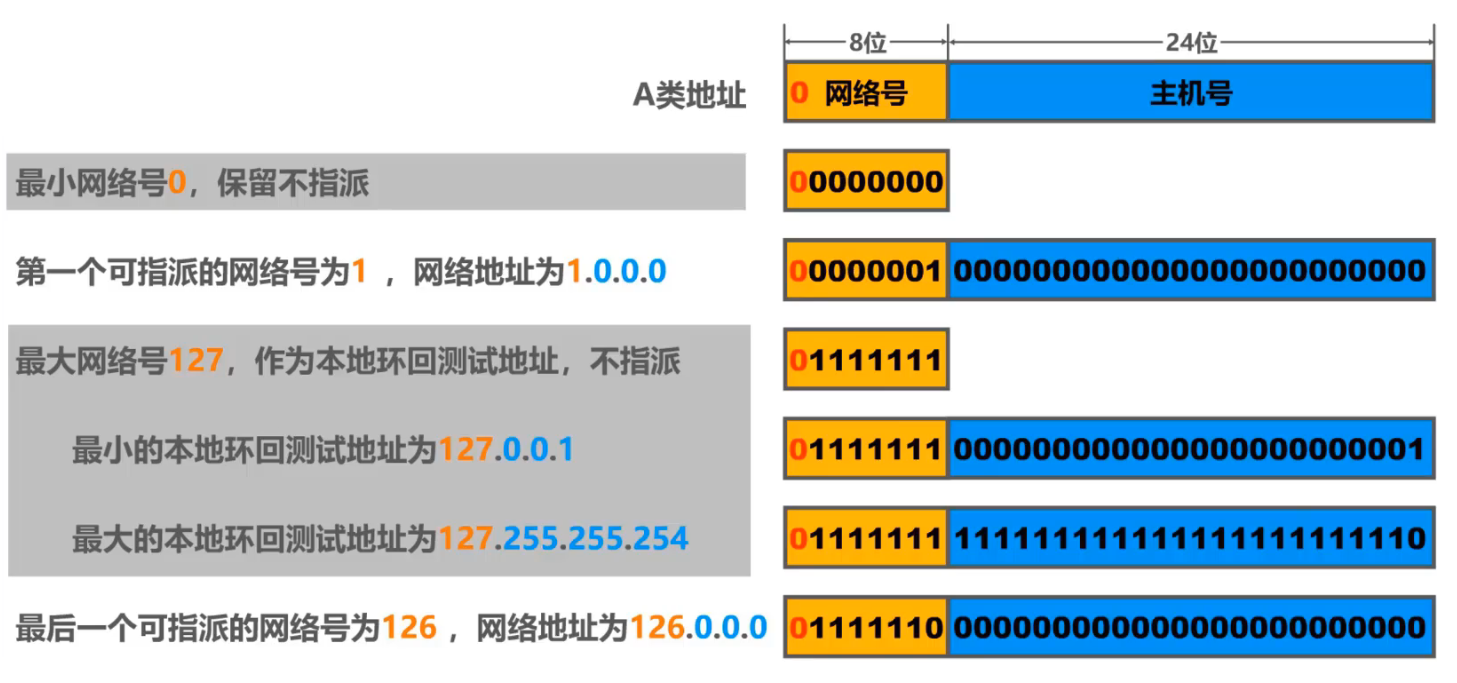 8位 24位
A类地址 0 网络号 主机号
最小网络号0，保留不指派 00000000
第一个可指派的网络号为1 ，网络地址为1.0.0.0 00000001 000000000000000000000000
最大网络号127，作为本地环回测试地址，不指派 01111111
最小的本地环回测试地址为127.0.0.1 01111111 000000000000000000000001
最大的本地环回测试地址为127.255.255.254 01111111 111111111111111111111110
最后一个可指派的网络号为126 ，网络地址为126.0.0.0 01111110 000000000000000000000000